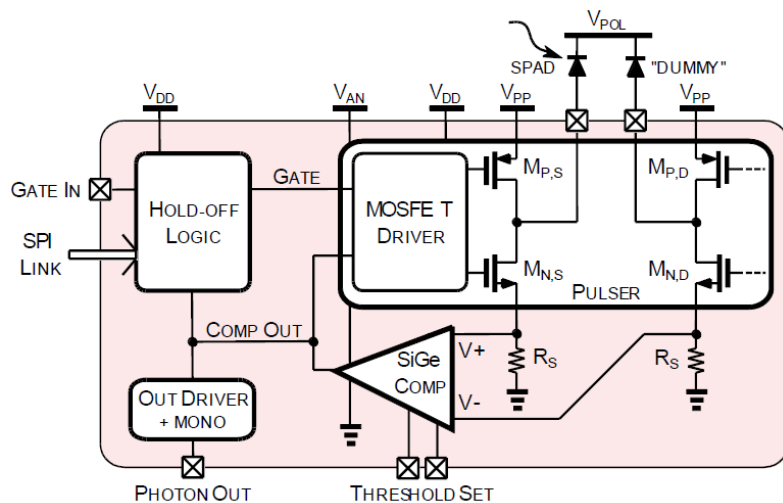 VPOL
SPAD
"DUMMY"
VDD
VAN
VDD
VPP
VPP
GATE IN
HOLD-OFF
LOGIC
GATE
MOSFE T
DRIVER
MP,S
MP,D
SPI
LINK
MN,S
MN,D
PULSER
COMP OUT
V+
SiGe
COMP
RS
RS
V-
OUT DRIVER
+ MONO
PHOTON OUT
THRESHOLD SET